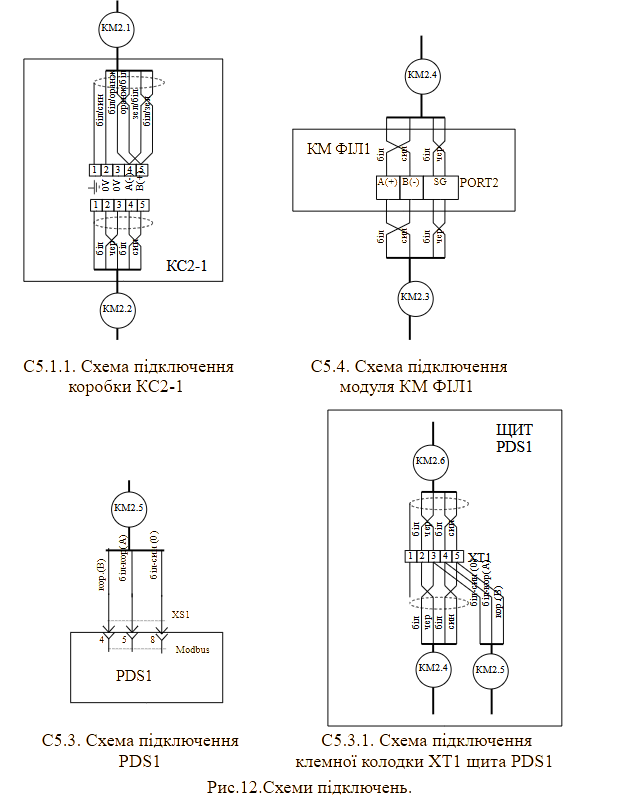 КМ2.1
біл/син
біл/оранж
оранж/біл
зел/біл
біл/зел
1 2 3 4 5
0V
0V
A(-)
B(+)
1 2 3 4 5
біл
чер
біл
син
КС2-1
КМ2.2
С5.1.1. Схема підключення
коробки КС2-1
КМ2.4
КМ ФІЛ1
біл
син
біл
чер
A(+) B(-) SG PORT2
біл
син
біл
чер
КМ2.3
С5.4. Схема підключення
модуля КМ ФІЛ1
КМ2.5
кор.(B)
біл-кор(A)
біл-син (0)
XS1
4 5 8
Modbus
PDS1
С5.3. Схема підключення
PDS1
ЩИТ
PDS1
КМ2.6
біл
чер
біл
син
1 2 3 4 5 XT1
біл-син (0)
біл-кор(A)
кор.(B)
біл
чер
біл
син
КМ2.4
КМ2.5
С5.3.1. Схема підключення
клемної колодки XT1 щита PDS1
Рис.12.Схеми підключень.